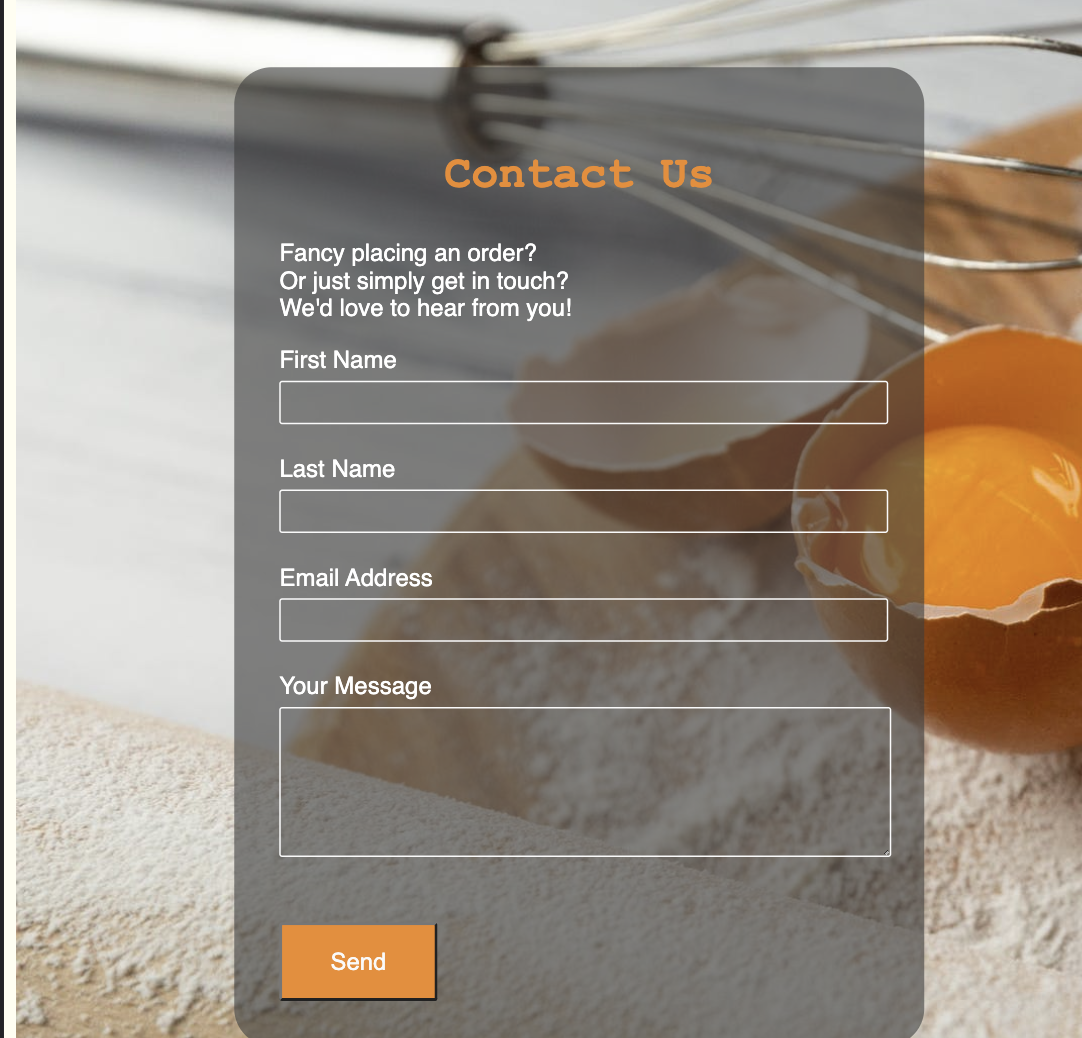 Contact Us
Fancy placing an order?
Or just simply get in touch?
We'd love to hear from you!
First Name
Last Name
Email Address
Your Message
Send